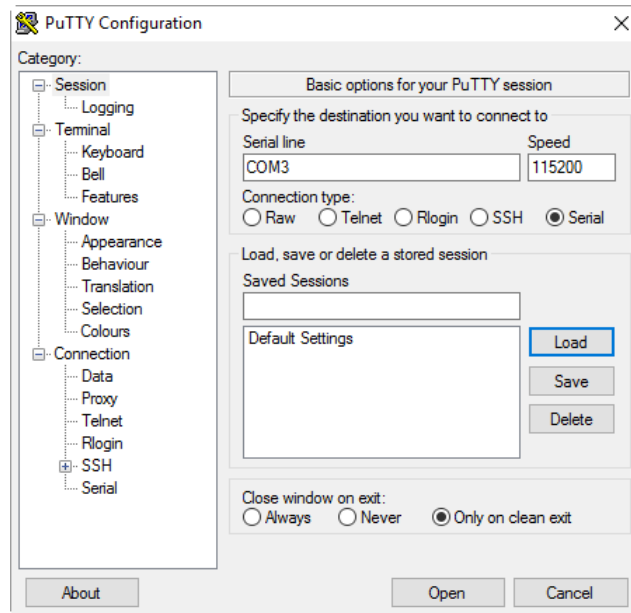 PuTTY Configuration
Category:
Session
Logging
Terminal
Keyboard
Bell
Features
Window
Appearance
Behaviour
Translation
Selection
Colours
Connection
Data
Proxy
Telnet
Rlogin
SSH
Serial
Basic options for your PuTTY session
Specify the destination you want to connect to
Serial line Speed
COM3 115200
Connection type:
Raw Telnet Rlogin SSH Serial
Load, save or delete a stored session
Saved Sessions
Default Settings
Load
Save
Delete
Close window on exit:
Always Never Only on clean exit
About Open Cancel